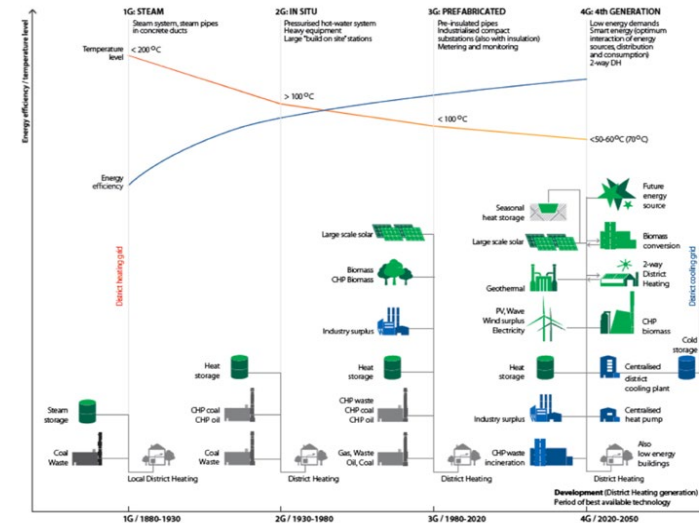 1G: STEAM
Steam system, steam pipes
in concrete ducts
2G: IN SITU
Pressurised hot-water system
Heavy equipment
Large "build on site" stations
3G: PREFABRICATED
Pre-insulated pipes
Industrialised compact
substations (also with insulation)
Metering and monitoring
4G: 4th GENERATION
Low energy demands
Smart energy (optimum
interaction of energy
sources, distribution
and consumption)
2-way DH
Energy efficiency / temperature level
Temperature
level
< 200°C
> 100°C
< 100°C
<50-60°C (70°C)
Energy
efficiency
District heating grid
District cooling grid
Seasonal
heat storage
Future
energy
source
Large scale solar
Large scale solar
Biomass
conversion
Biomass
CHP Biomass
Geothermal
2-way
District
Heating
Industry surplus
PV, Wave
Wind surplus
Electricity
CHP
biomass
Cold
storage
Heat
storage
Heat
storage
Heat
storage
Centralised
district
cooling plant
Steam
storage
CHP coal
CHP oil
CHP waste
CHP coal
CHP oil
Industry surplus
Centralised
heat pump
Coal
Waste
Coal
Waste
Gas, Waste
Oil, Coal
CHP waste
incineration
Also
low energy
buildings
Local District Heating
District Heating
District Heating
District Heating
Development (District Heating generation)
Period of best available technology
1G / 1880-1930
2G / 1930-1980
3G / 1980-2020
4G / 2020-2050